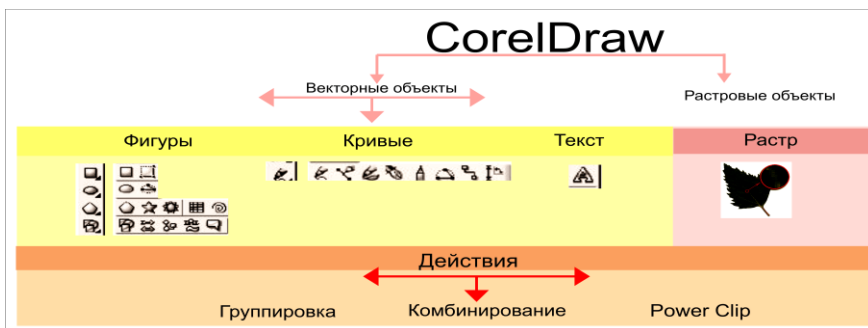 CorelDraw
Векторные объекты
Растровые объекты
Фигуры Кривые Текст Растр
Действия
Группировка Комбинирование Power Clip